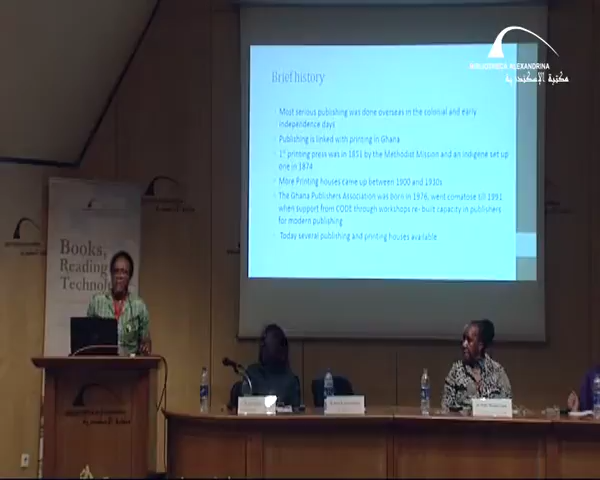 BIBLIOTHECA ALEXANDRINA
مكتبة الإسكندرية
Brief history
Most serious publishing was done overseas in the colonial and early
independence days
Publishing is linked with printing in Ghana
1st printing press was in 1851 by the Methodist Mission and an indigene set up
one in 1874
More Printing houses came up between 1900 and 1930s
The Ghana Publishers Association was born in 1976, went comatose till 1991
when support from CODE through workshops re-built capacity in publishers
for modern publishing
Today several publishing and printing houses available
Books,
Reading
Technolo